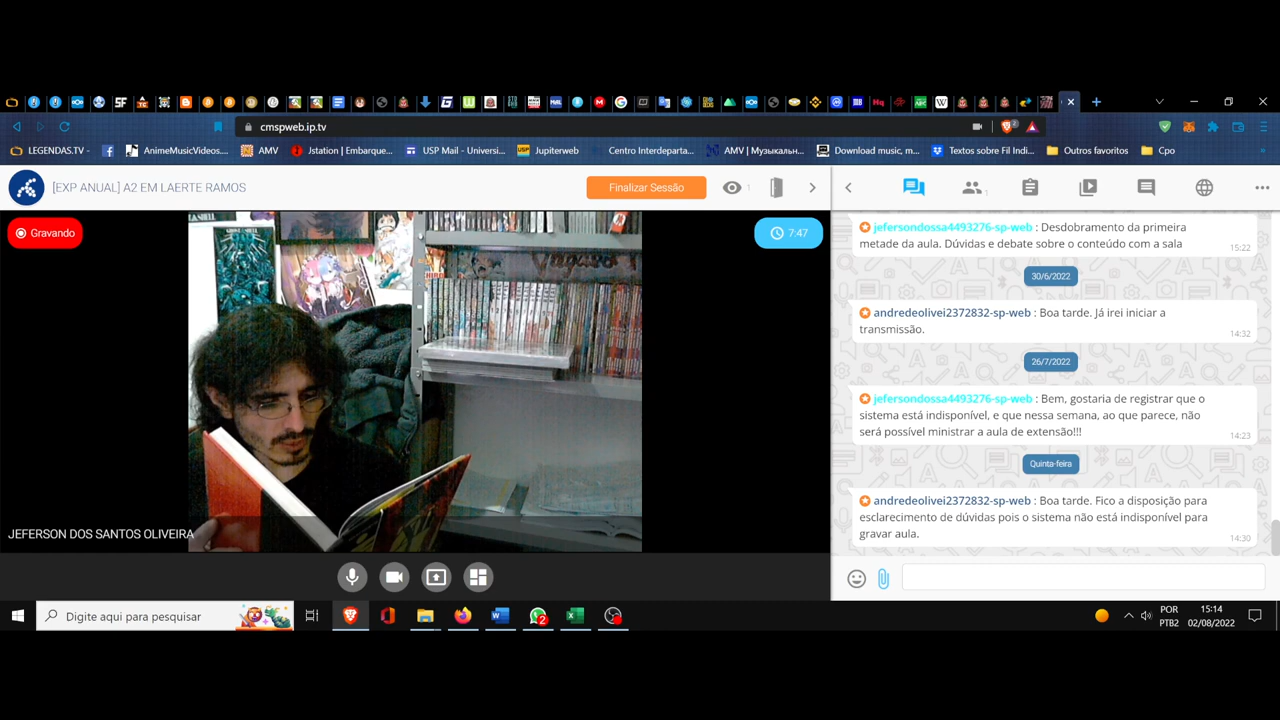 cmspweb.ip.tv
2
LEGENDAS.TV -
AnimeMusicVideos....
AMV
Jstation | Embarque...
USP Mail - Universi...
Jupiterweb
Centro Interdeparta...
AMV | Музыкальн...
Download music, m...
Textos sobre Fil Indi...
Outros favoritos
Cpo
[EXP ANUAL] A2 EM LAERTE RAMOS
Finalizar Sessão
1
1
Gravando
7:47
JEFERSON DOS SANTOS OLIVEIRA
jefersondossa4493276-sp-web : Desdobramento da primeira
metade da aula. Dúvidas e debate sobre o conteúdo com a sala
15:22
30/6/2022
andredeolivei2372832-sp-web : Boa tarde. Já irei iniciar a
transmissão.
14:32
26/7/2022
jefersondossa4493276-sp-web : Bem, gostaria de registrar que o
sistema está indisponível, e que nessa semana, ao que parece, não
será possível ministrar a aula de extensão!!!
14:23
Quinta-feira
andredeolivei2372832-sp-web : Boa tarde. Fico a disposição para
esclarecimento de dúvidas pois o sistema não está indisponível para
gravar aula.
14:30
Digite aqui para pesquisar
2
POR
PTB2
15:14
02/08/2022